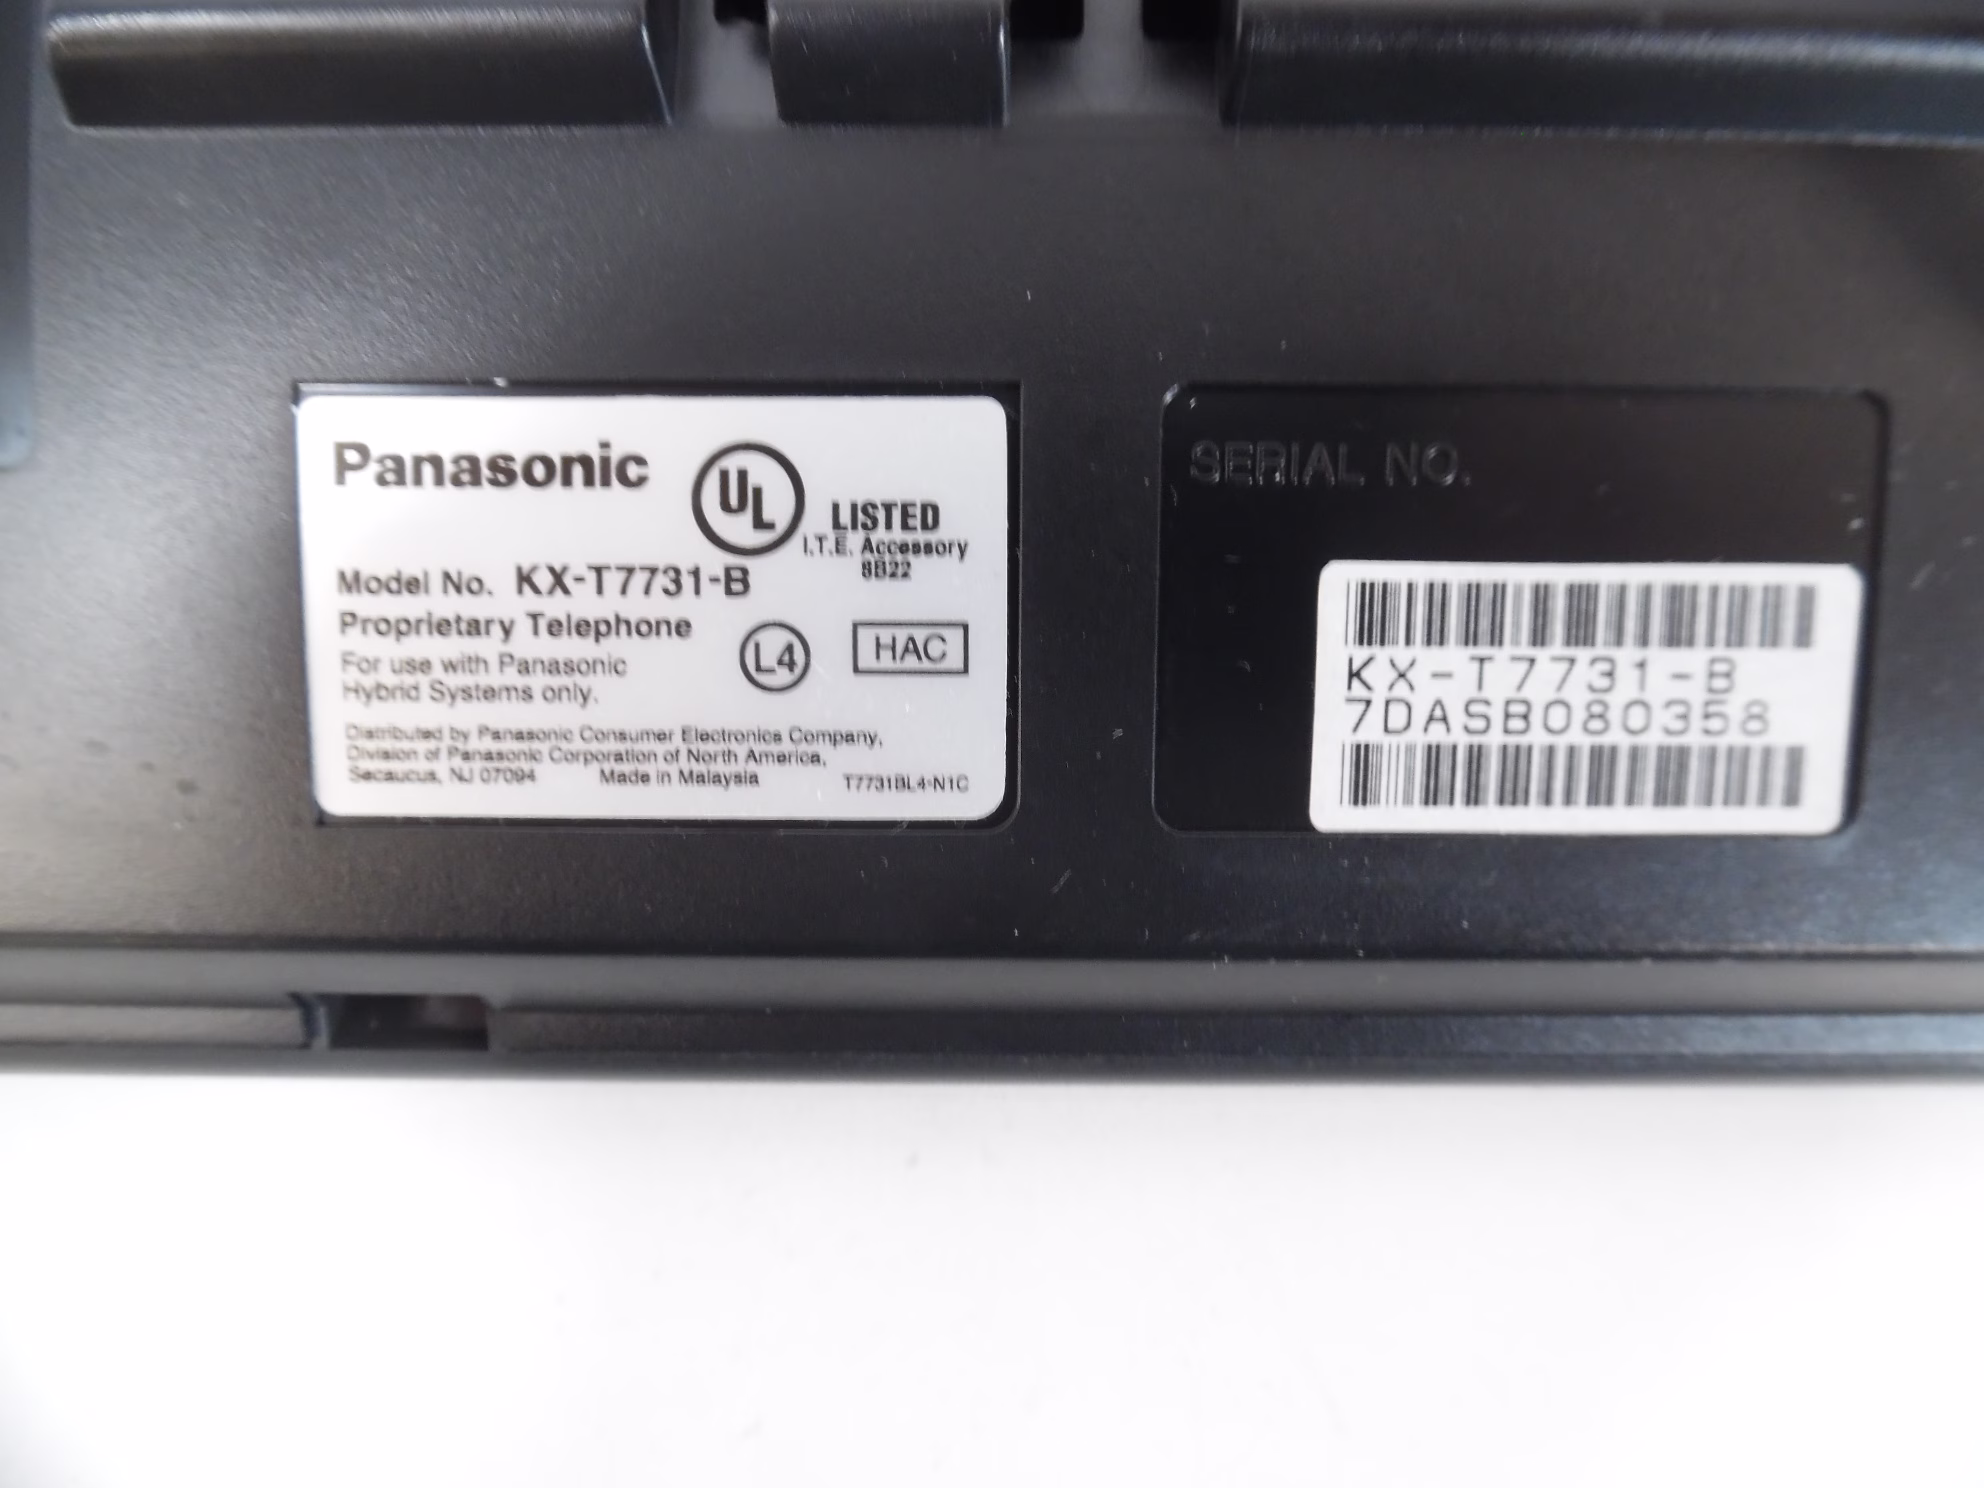 Panasonic
UL
LISTED
I.T.E. Accessory
8B22
Model No. KX-T7731-B
Proprietary Telephone
For use with Panasonic
Hybrid Systems only.
L4
HAC
Distributed by Panasonic Consumer Electronics Company,
Division of Panasonic Corporation of North America,
Secaucus, NJ 07094 Made in Malaysia T7731BL4-N1C
SERIAL NO.
KX-T7731-B
7DASB080358